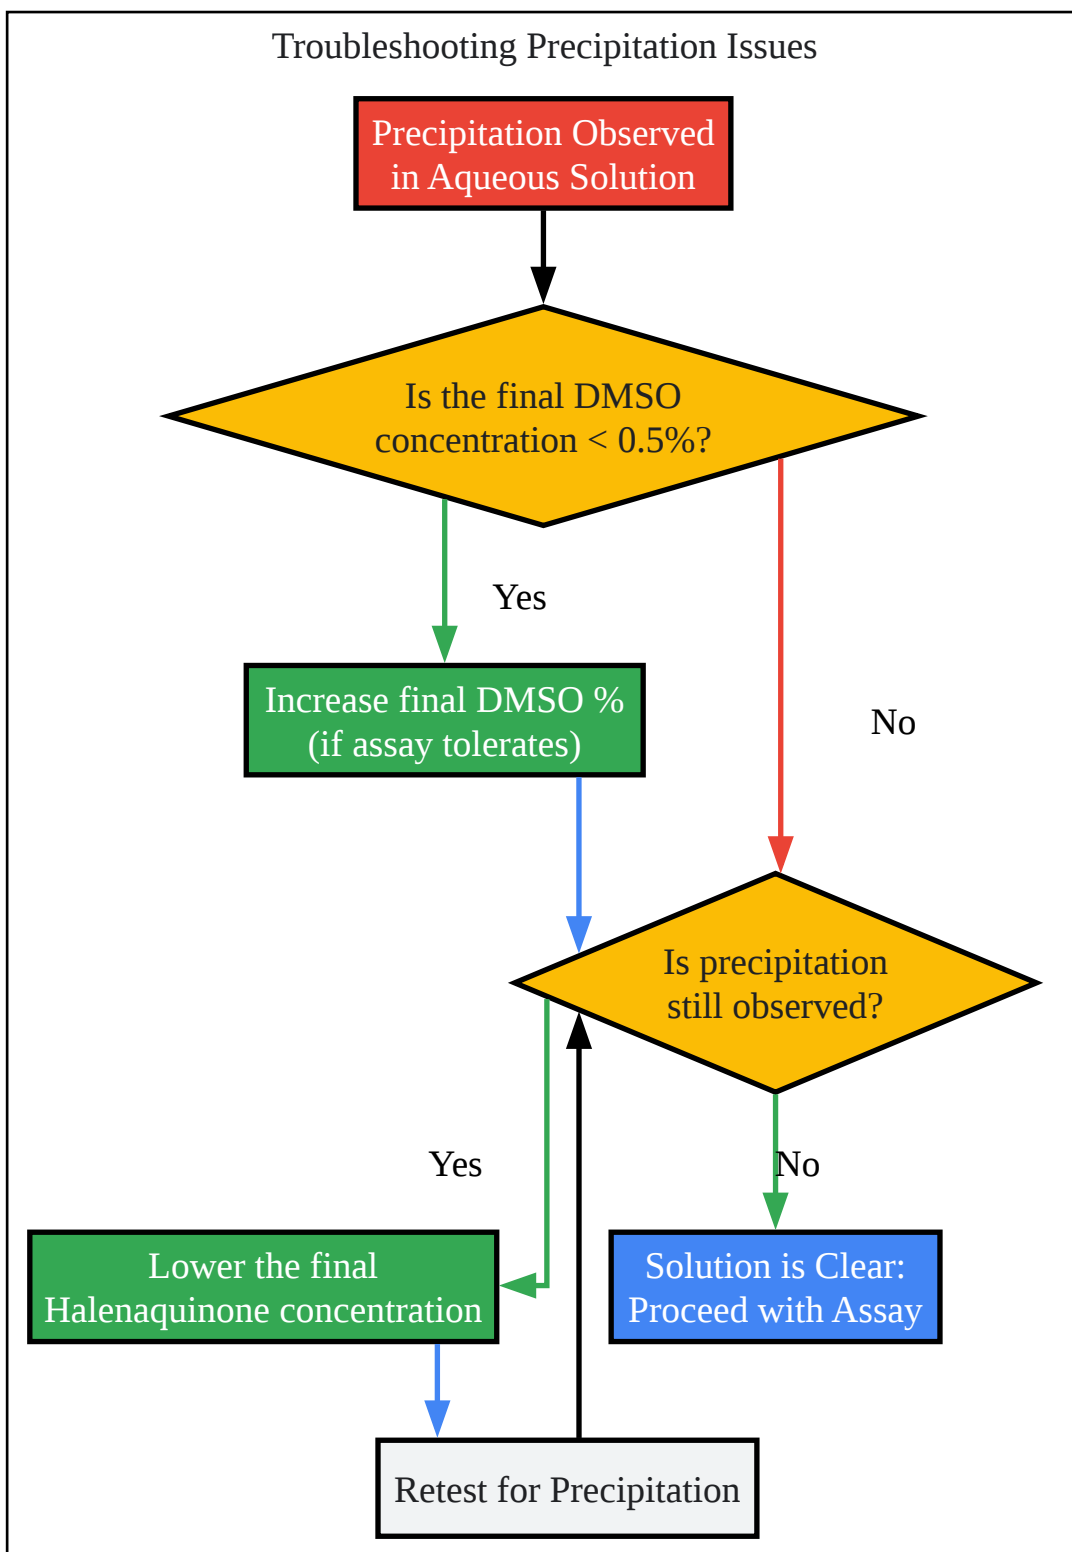 Troubleshooting Precipitation Issues
Precipitation Observed
in Aqueous Solution
Is the final DMSO
concentration < 0.5%?
Yes
Increase final DMSO %
(if assay tolerates)
No
Is precipitation
still observed?
Yes
No
Lower the final
Halenaquinone concentration
Solution is Clear:
Proceed with Assay
Retest for Precipitation